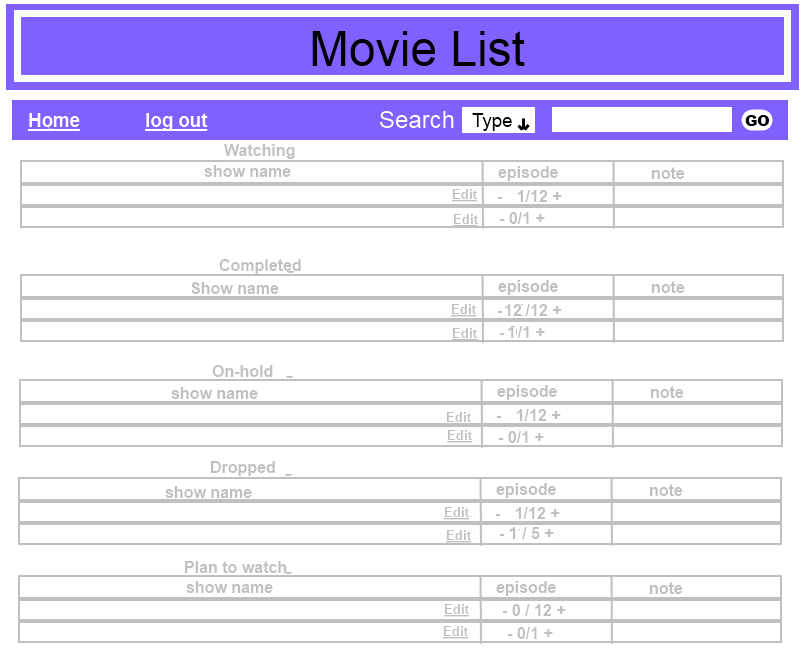 Movie List
Home log out Search Type GO
Watching
show name episode note
Edit - 1/12 +
Edit - 0/1 +
Completed
Show name episode note
Edit -12 /12 +
Edit - 1/1 +
On-hold
show name episode note
Edit - 1/12 +
Edit - 0/1 +
Dropped
show name episode note
Edit - 1/12 +
Edit - 1 / 5 +
Plan to watch
show name episode note
Edit - 0 / 12 +
Edit - 0/1 +